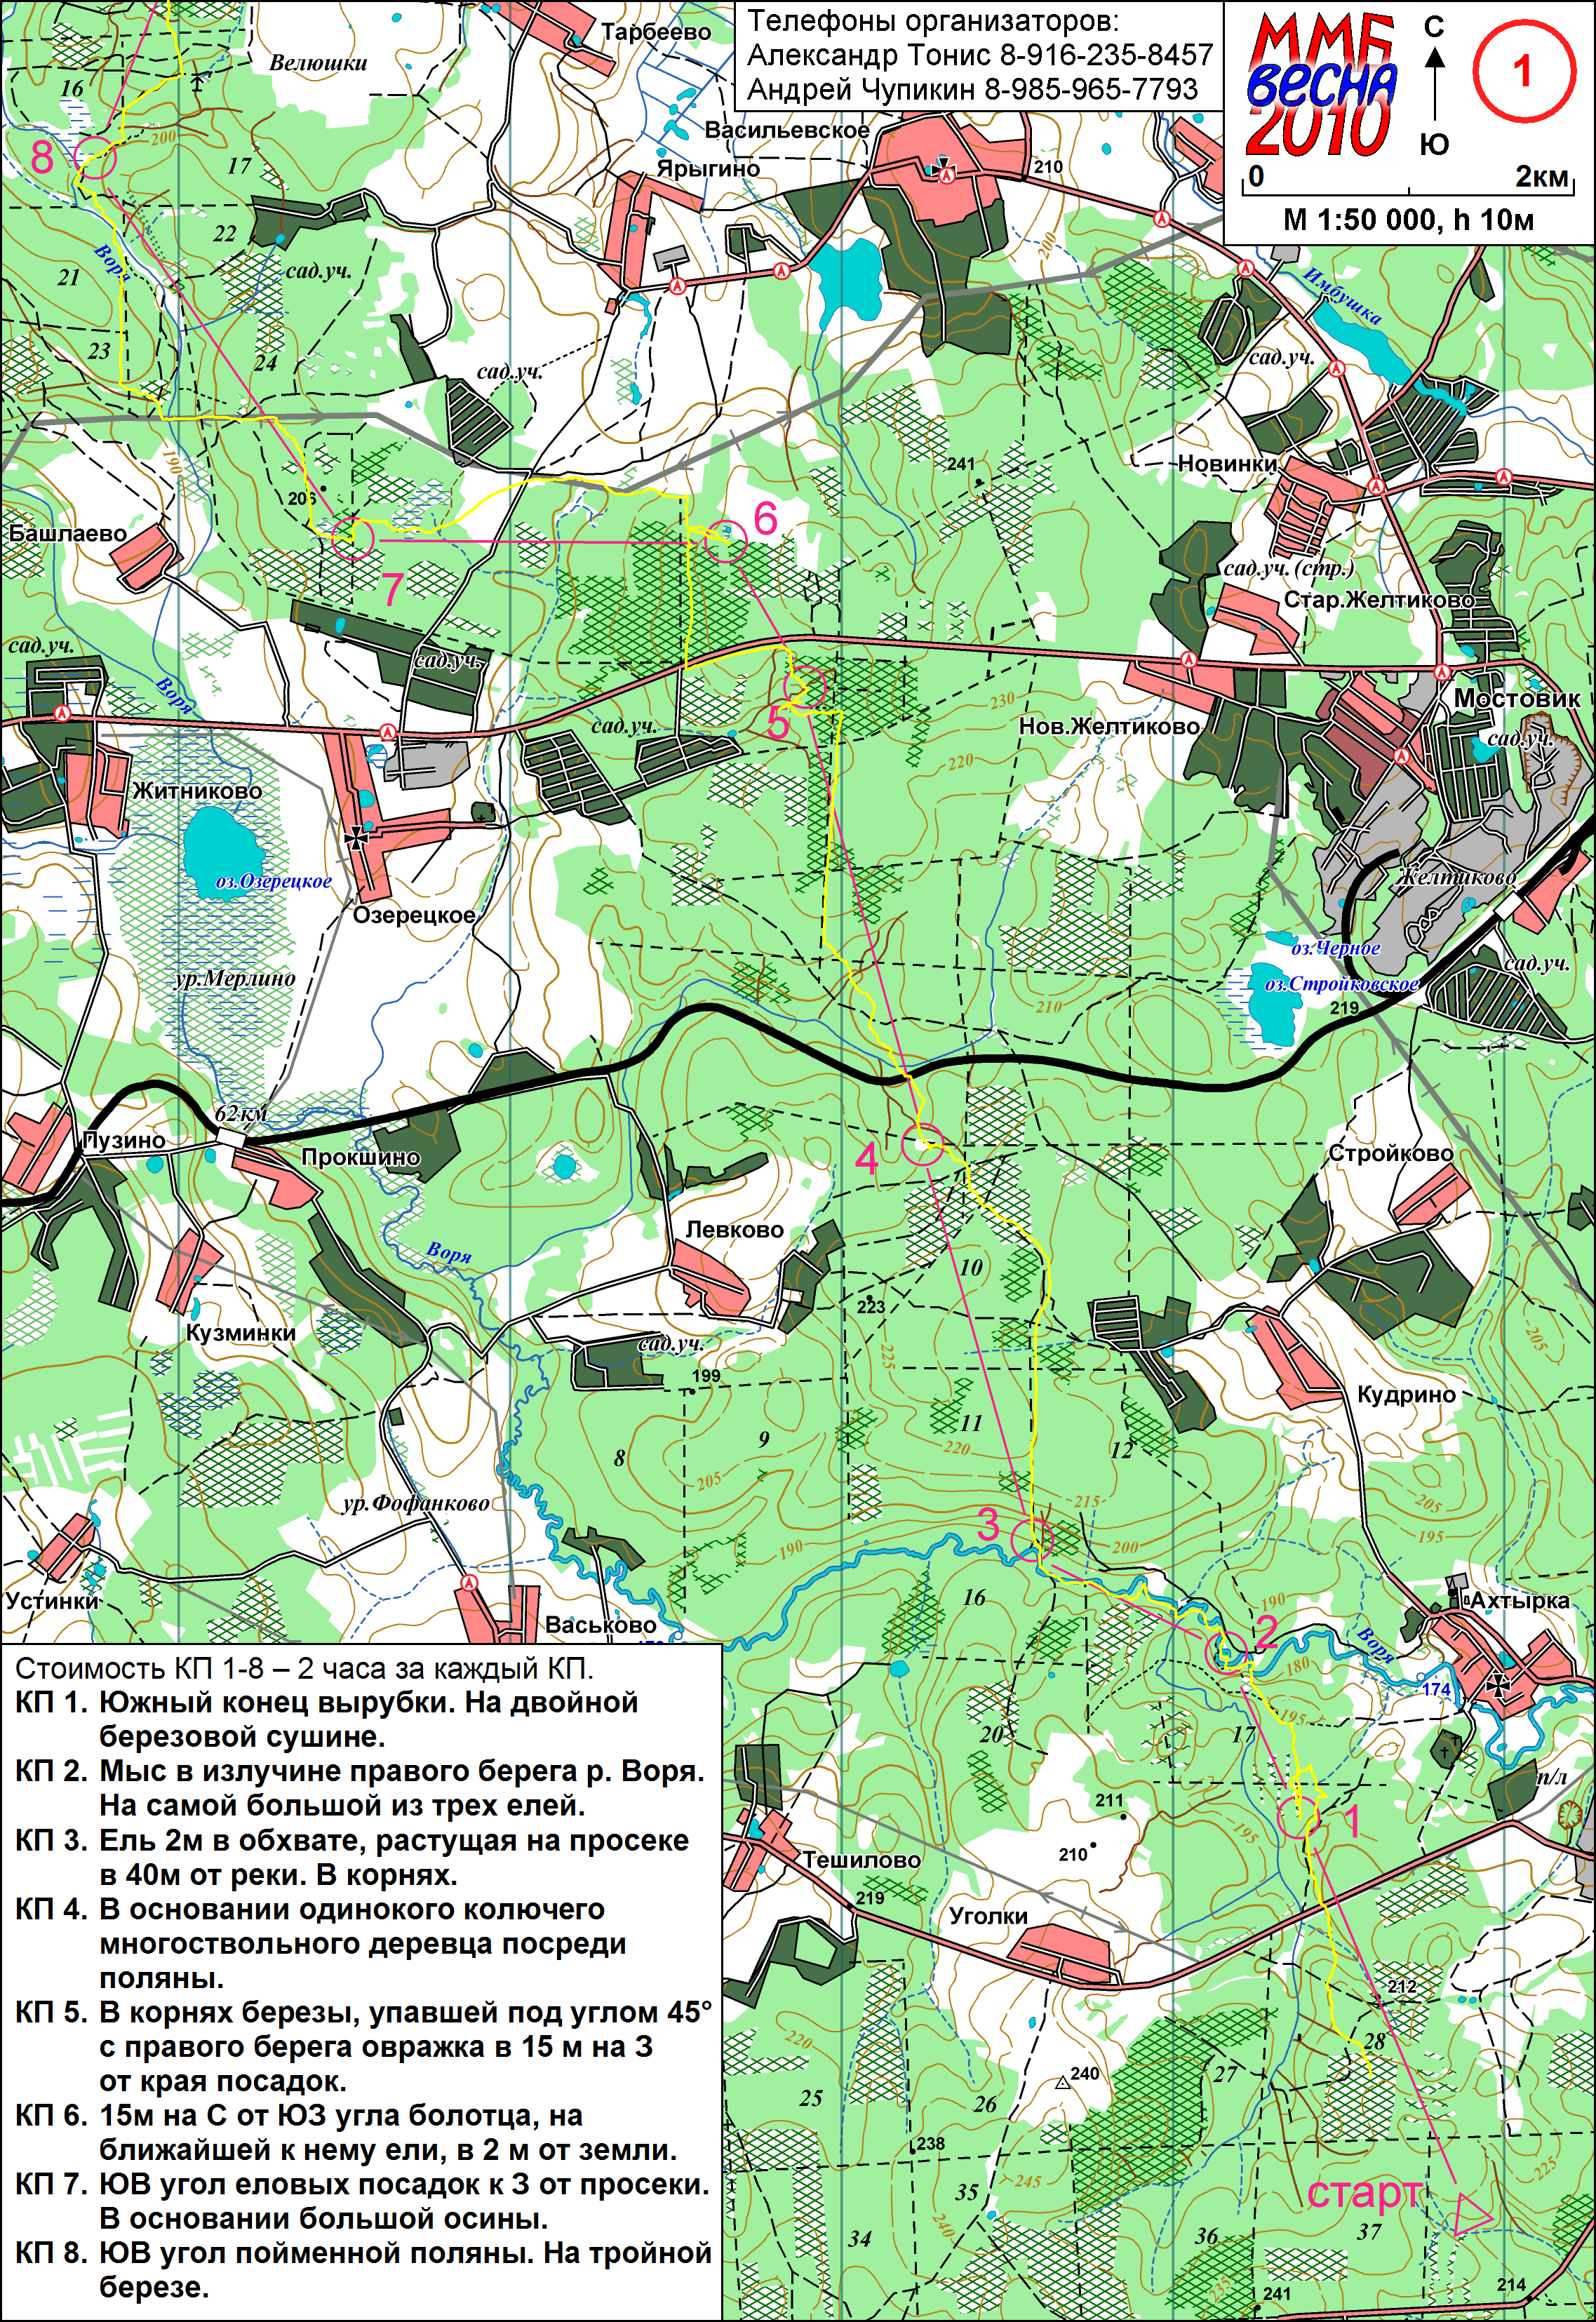 Телефоны организаторов:
Александр Тонис 8-916-235-8457
Андрей Чупикин 8-985-965-7793
ММБ
ВЕСНА
2010
С
Ю
1
0 2км
М 1:50 000, h 10м
Тарбеево
Велюшки
16
200
8
17
Васильевское
Ярыгино
210
200
22
сад.уч.
Воря
21
Имбушка
23
24
сад.уч.
сад.уч.
190
241
Новинки
206
6
Башлаево
7
сад.уч. (стр.)
Стар.Желтиково
сад.уч.
сад.уч.
Воря
5
230
Мостовик
сад.уч.
Нов.Желтиково
сад.уч.
220
Житниково
оз.Озерецкое
Желтиково
Озерецкое
оз.Черное
сад.уч.
ур.Мерлино
оз.Стройковское
210
219
62км
Пузино
Прокшино
4
Стройково
Левково
Воря
10
223
Кузминки
сад.уч.
225
205
199
Кудрино
11
12
9
8
220
205
ур.Фофанково
215
205
195
3
200
190
Устинки
16
190
Ахтырка
Васьково
2
Воря
180
174
195
20
17
п/л
211
1
195
210
Тешилово
219
Уголки
212
28
220
240
27
25
26
238
245
225
35
старт
240
34
36
37
235
241
214
Стоимость КП 1-8 – 2 часа за каждый КП.
КП 1. Южный конец вырубки. На двойной
березовой сушине.
КП 2. Мыс в излучине правого берега р. Воря.
На самой большой из трех елей.
КП 3. Ель 2м в обхвате, растущая на просеке
в 40м от реки. В корнях.
КП 4. В основании одинокого колючего
многоствольного деревца посреди
поляны.
КП 5. В корнях березы, упавшей под углом 45°
с правого берега овражка в 15 м на З
от края посадок.
КП 6. 15м на С от ЮЗ угла болотца, на
ближайшей к нему ели, в 2 м от земли.
КП 7. ЮВ угол еловых посадок к З от просеки.
В основании большой осины.
КП 8. ЮВ угол пойменной поляны. На тройной
березе.